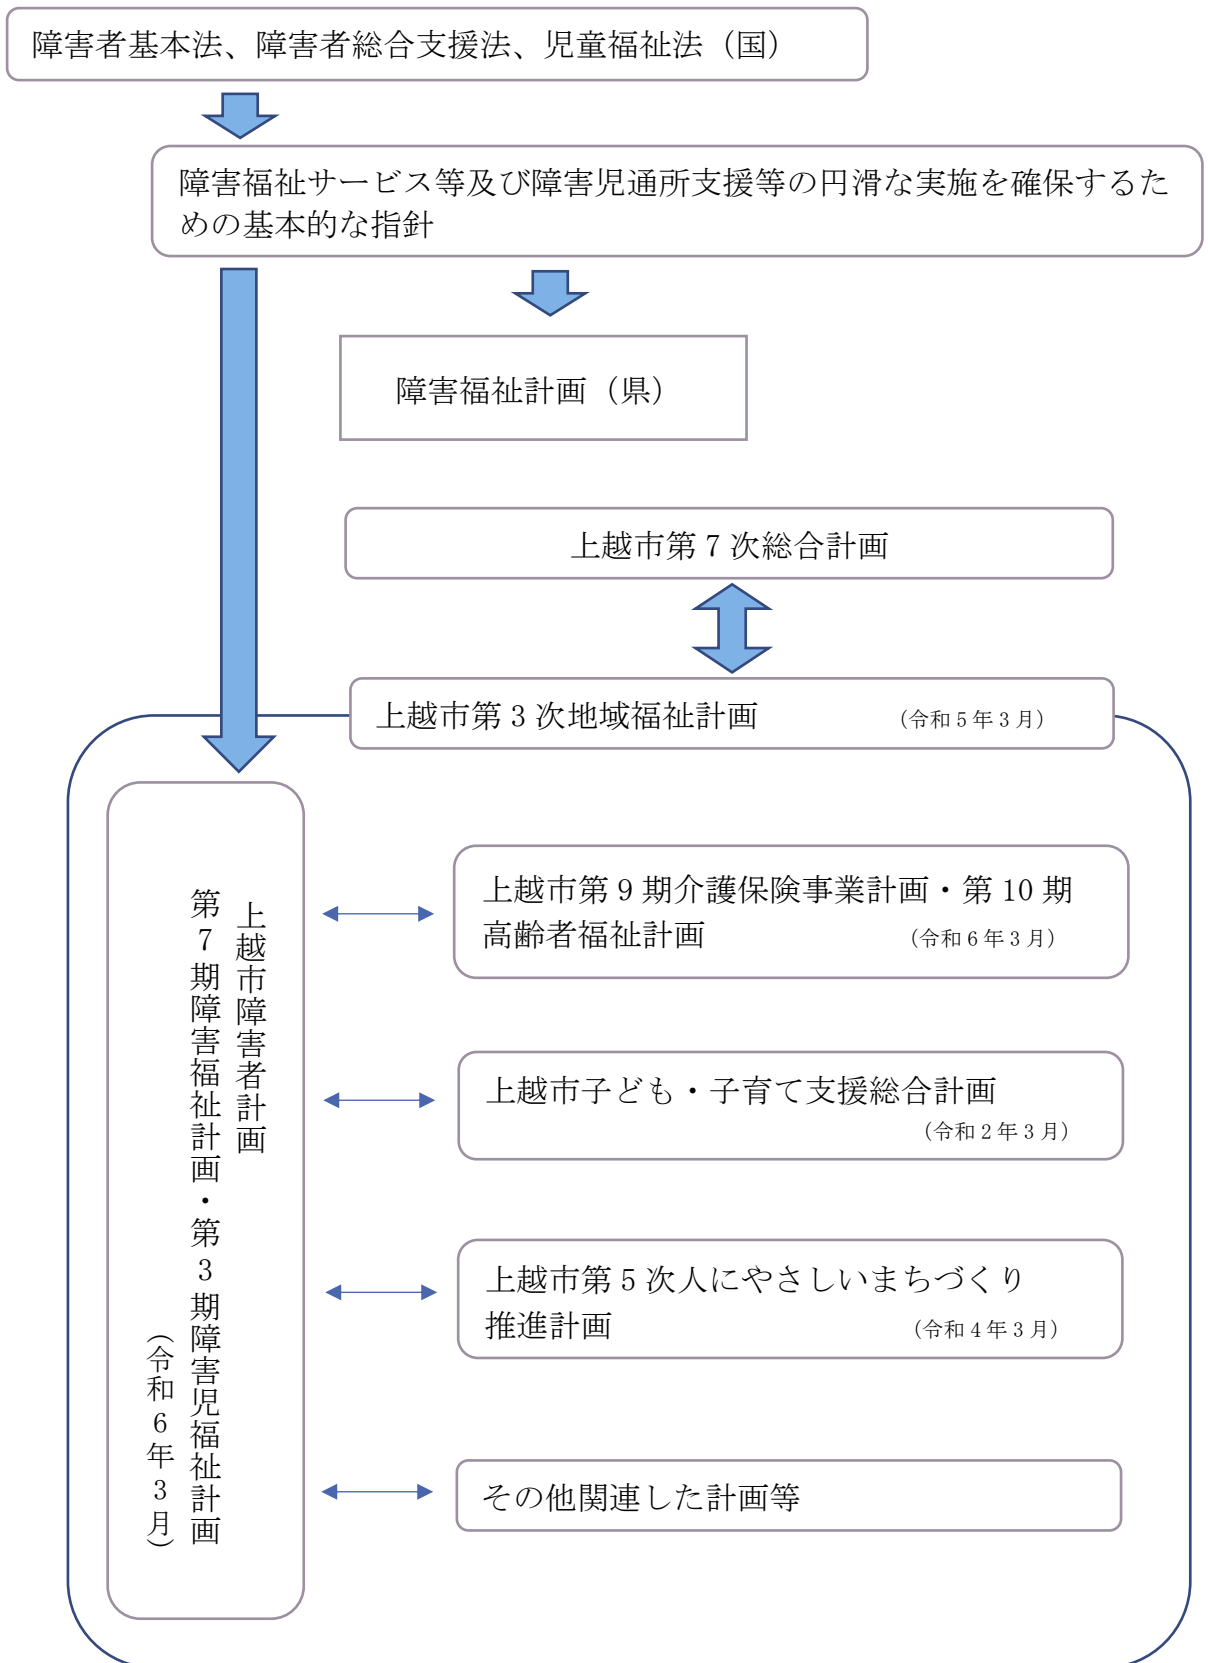 障害者基本法、障害者総合支援法、児童福祉法（国）
障害福祉サービス等及び障害児通所支援等の円滑な実施を確保するた
めの基本的な指針
障害福祉計画（県）
上越市第７次総合計画
上越市第３次地域福祉計画　（令和５年３月）
上越市障害者計画
第７期障害福祉計画・第３期障害児福祉計画
（令和６年３月）
上越市第９期介護保険事業計画・第 10 期
高齢者福祉計画　（令和６年３月）
上越市子ども・子育て支援総合計画
（令和２年３月）
上越市第５次人にやさしいまちづくり
推進計画　（令和４年３月）
その他関連した計画等